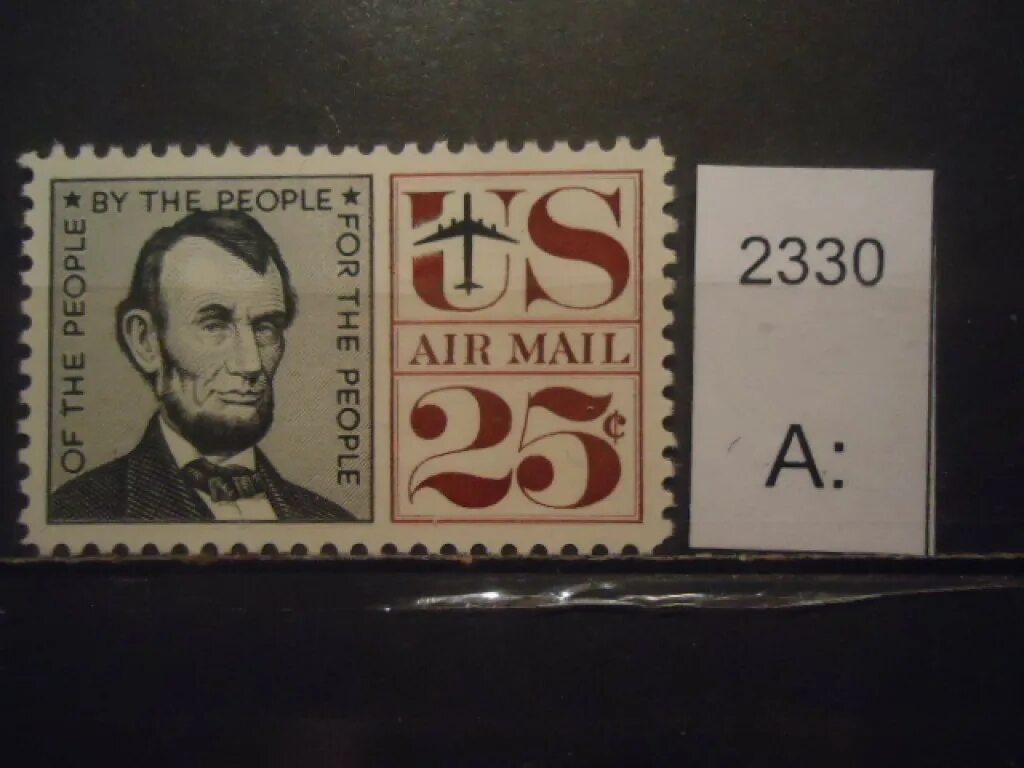 OF THE PEOPLE ★ BY THE PEOPLE ★ FOR THE PEOPLE
US
AIR MAIL
25¢
2330
A: